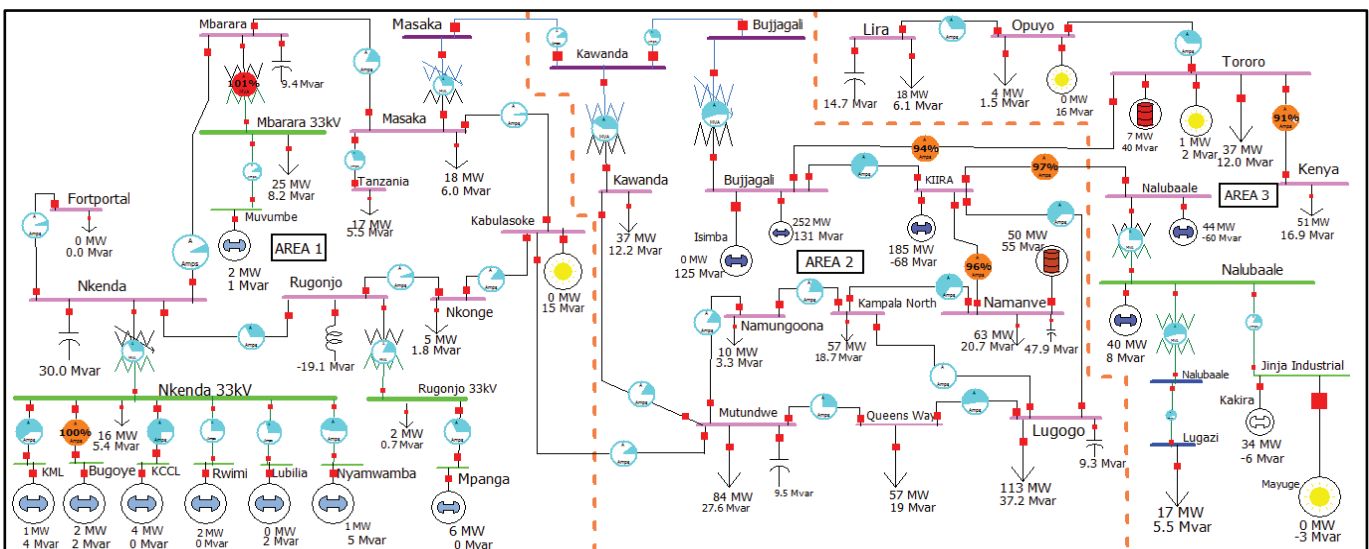 Mbarara
101%
MVA
9.4 Mvar
Mbarara 33kV
25 MW
8.2 Mvar
Muvumbe
2 MW
1 Mvar
AREA 1
Fortportal
0 MW
0.0 Mvar
Nkenda
30.0 Mvar
Masaka
Masaka
Tanzania
17 MW
5.5 Mvar
18 MW
6.0 Mvar
Kabulasoke
0 MW
15 Mvar
Rugonjo
-19.1 Mvar
Nkonge
5 MW
1.8 Mvar
Rugonjo 33kV
2 MW
0.7 Mvar
Mpanga
6 MW
0 Mvar
Nkenda 33kV
100%
Amps
16 MW
5.4 Mvar
KML
Bugoye
KCCL
Rwimi
Lubilia
Nyamwamba
1 MW
4 Mvar
2 MW
2 Mvar
4 MW
0 Mvar
2 MW
0 Mvar
0 MW
2 Mvar
1 MW
5 Mvar
Kawanda
MVA
Kawanda
37 MW
12.2 Mvar
Bujjagali
MVA
Bujjagali
Isimba
0 MW
125 Mvar
252 MW
131 Mvar
AREA 2
94%
Amps
KIIRA
185 MW
-68 Mvar
97%
Amps
96%
Amps
50 MW
55 Mvar
Namungoona
10 MW
3.3 Mvar
Kampala North
57 MW
18.7 Mvar
Namanve
63 MW
20.7 Mvar
47.9 Mvar
Mutundwe
84 MW
27.6 Mvar
9.5 Mvar
Queens Way
57 MW
19 Mvar
Lugogo
113 MW
37.2 Mvar
9.3 Mvar
Lira
14.7 Mvar
18 MW
6.1 Mvar
Opuyo
4 MW
1.5 Mvar
0 MW
16 Mvar
Tororo
7 MW
40 Mvar
1 MW
2 Mvar
37 MW
12.0 Mvar
91%
Amps
Kenya
51 MW
16.9 Mvar
AREA 3
Nalubaale
44 MW
-60 Mvar
Nalubaale
40 MW
8 Mvar
Nalubaale
Lugazi
17 MW
5.5 Mvar
Jinja Industrial
Kakira
34 MW
-6 Mvar
Mayuge
0 MW
-3 Mvar